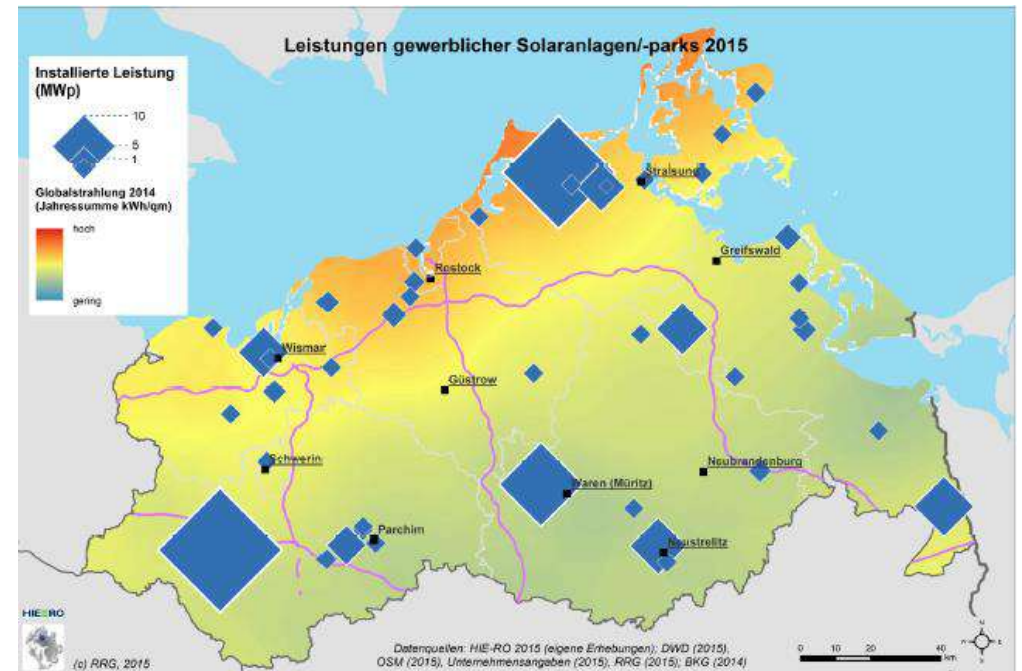 Leistungen gewerblicher Solaranlagen/-parks 2015
Installierte Leistung
(MWp)
10
5
1
Globalstrahlung 2014
(Jahressumme kWh/qm)
hoch
gering
Stralsund
Greifswald
Rostock
Wismar
Güstrow
Schwerin
Neubrandenburg
Waren (Müritz)
Parchim
Neustrelitz
HIE-RO
(c) RRG, 2015
Datenquellen: HIE-RO 2015 (eigene Erhebungen); DWD (2015),
OSM (2015), Unternehmensangaben (2015), RRG (2015); BKG (2014)
0 10 20 40
km
N